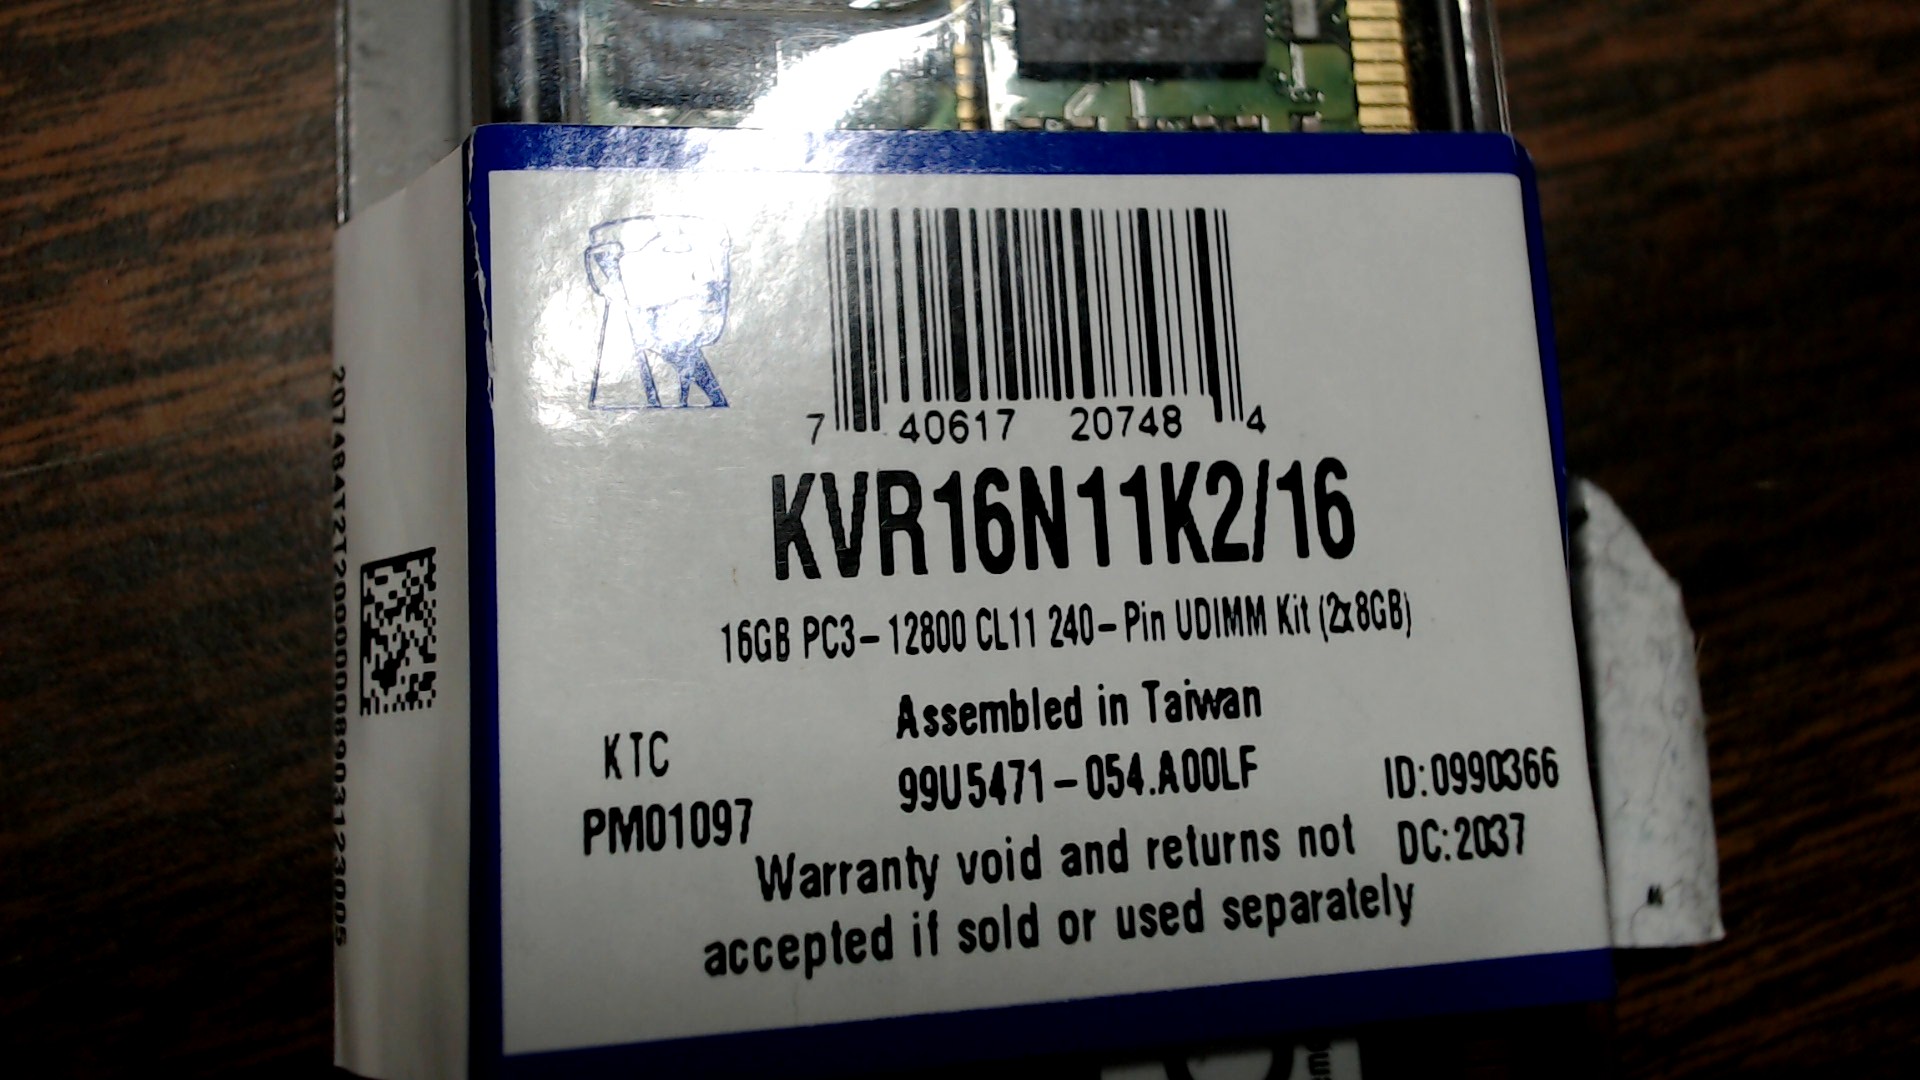 7 40617 20748 4
KVR16N11K2/16
16GB PC3-12800 CL11 240-Pin UDIMM Kit (2x8GB)
Assembled in Taiwan
KTC
99U5471-054.A00LF
ID:0990366
PM01097
DC:2037
Warranty void and returns not
accepted if sold or used separately